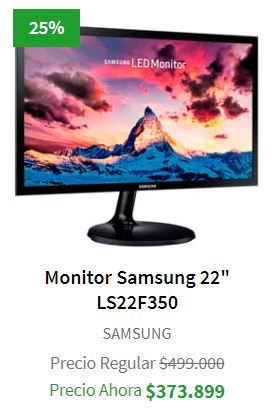 25%
SAMSUNG LED Monitor
SAMSUNG
Monitor Samsung 22"
LS22F350
SAMSUNG
Precio Regular $499.000
Precio Ahora $373.899